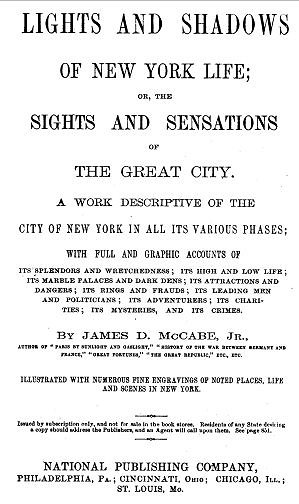 LIGHTS AND SHADOWS
OF NEW YORK LIFE;
OR, THE
SIGHTS AND SENSATIONS
OF
THE GREAT CITY.
A WORK DESCRIPTIVE OF THE
CITY OF NEW YORK IN ALL ITS VARIOUS PHASES;
WITH FULL AND GRAPHIC ACCOUNTS OF
ITS SPLENDORS AND WRETCHEDNESS; ITS HIGH AND LOW LIFE;
ITS MARBLE PALACES AND DARK DENS; ITS ATTRACTIONS AND
DANGERS; ITS RINGS AND FRAUDS; ITS LEADING MEN
AND POLITICIANS; ITS ADVENTURERS; ITS CHARI-
TIES; ITS MYSTERIES, AND ITS CRIMES.
BY JAMES D. McCABE, JR.,
AUTHOR OF "PARIS BY SUNLIGHT AND GASLIGHT," "HISTORY OF THE WAR BETWEEN GERMANY AND
FRANCE," "GREAT FORTUNES," "THE GREAT REPUBLIC," ETC., ETC.
ILLUSTRATED WITH NUMEROUS FINE ENGRAVINGS OF NOTED PLACES, LIFE
AND SCENES IN NEW YORK.
Issued by subscription only, and not for sale in the book stores. Residents of any State desiring
a copy should address the Publishers, and an Agent will call upon them. See page 851.
NATIONAL PUBLISHING COMPANY,
PHILADELPHIA, PA.; CINCINNATI, OHIO; CHICAGO, ILL.;
ST. LOUIS, MO.